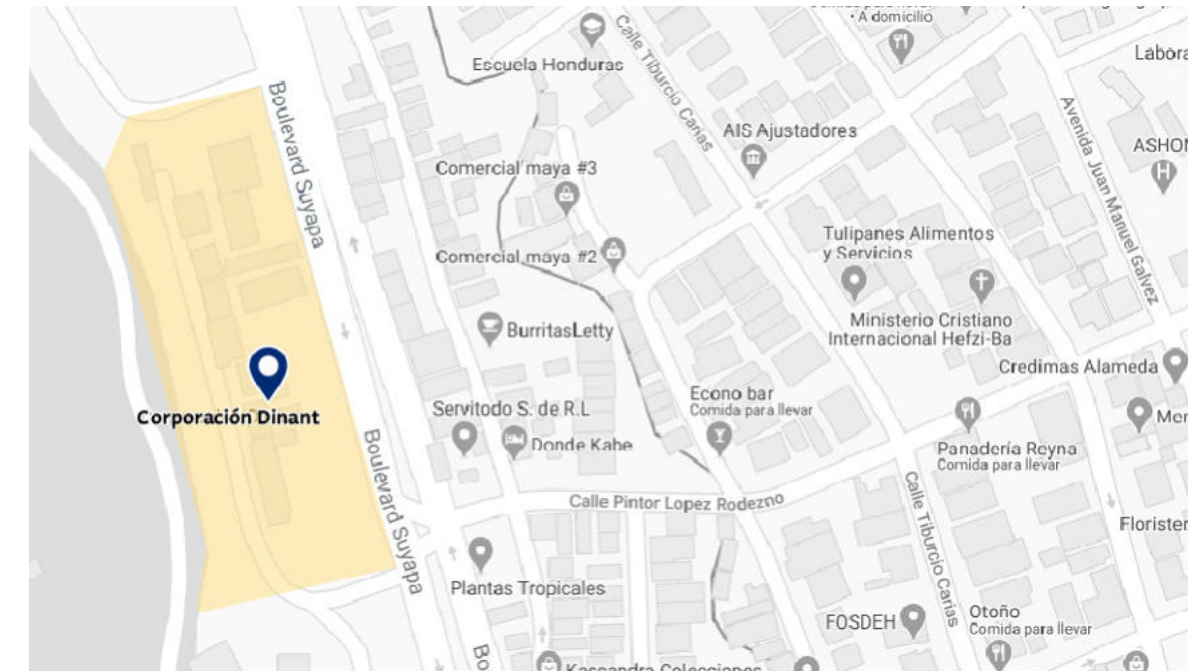 · A domicilio
Escuela Honduras
Calle Tiburcio Carias
Labora
Boulevard Suyapa
AIS Ajustadores
Avenida Juan Manuel Galvez
ASHON
H
Comercial maya #3
Comercial maya #2
Tulipanes Alimentos
y Servicios
BurritasLetty
Ministerio Cristiano
Internacional Hefzi-Ba
Credimas Alameda
Corporación Dinant
Econo bar
Comida para llevar
Servitodo S. de R.L
Donde Kabe
Mer
Panadería Reyna
Comida para llevar
Boulevard Suyapa
Calle Pintor Lopez Rodezno
Calle Tiburcio Carias
Florister
Plantas Tropicales
FOSDEH
Otoño
Comida para llevar
Bo
Kassandra Colecciones